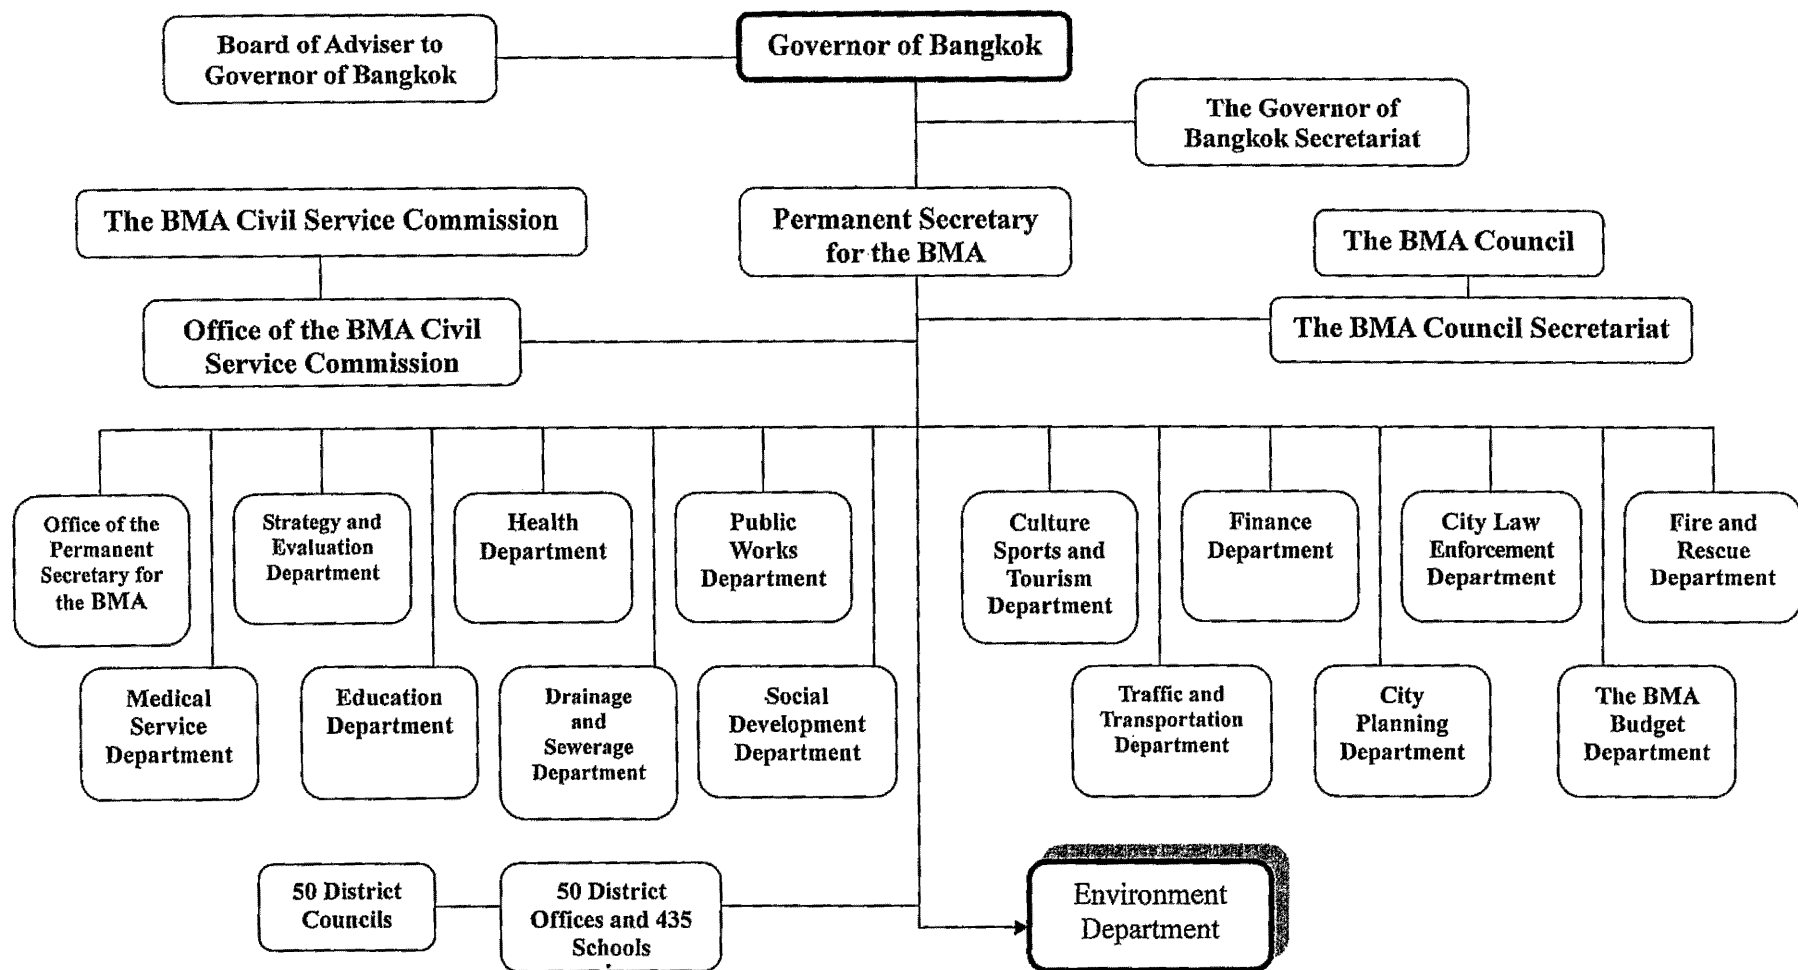 Board of Adviser to
Governor of Bangkok
Governor of Bangkok
The Governor of
Bangkok Secretariat
The BMA Civil Service Commission
Permanent Secretary
for the BMA
The BMA Council
Office of the BMA Civil
Service Commission
The BMA Council Secretariat
Office of the
Permanent
Secretary for
the BMA
Strategy and
Evaluation
Department
Health
Department
Public
Works
Department
Culture
Sports and
Tourism
Department
Finance
Department
City Law
Enforcement
Department
Fire and
Rescue
Department
Medical
Service
Department
Education
Department
Drainage
and
Sewerage
Department
Social
Development
Department
Traffic and
Transportation
Department
City
Planning
Department
The BMA
Budget
Department
50 District
Councils
50 District
Offices and 435
Schools
Environment
Department